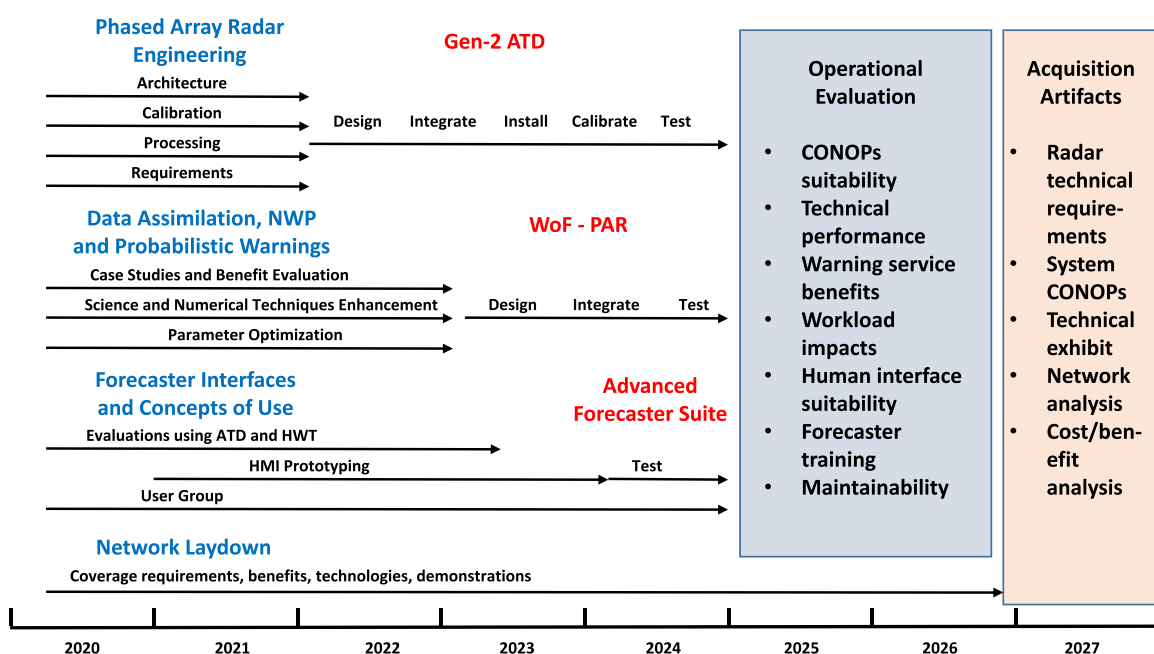 Phased Array Radar
Engineering
Architecture
Calibration
Processing
Requirements
Gen-2 ATD
Design Integrate Install Calibrate Test
Data Assimilation, NWP
and Probabilistic Warnings
Case Studies and Benefit Evaluation
Science and Numerical Techniques Enhancement
Parameter Optimization
WoF - PAR
Design Integrate Test
Forecaster Interfaces
and Concepts of Use
Evaluations using ATD and HWT
HMI Prototyping
User Group
Advanced
Forecaster Suite
Test
Network Laydown
Coverage requirements, benefits, technologies, demonstrations
Operational
Evaluation
• CONOPs
suitability
• Technical
performance
• Warning service
benefits
• Workload
impacts
• Human interface
suitability
• Forecaster
training
• Maintainability
Acquisition
Artifacts
• Radar
technical
require-
ments
• System
CONOPs
• Technical
exhibit
• Network
analysis
• Cost/ben-
efit
analysis
2020 2021 2022 2023 2024 2025 2026 2027